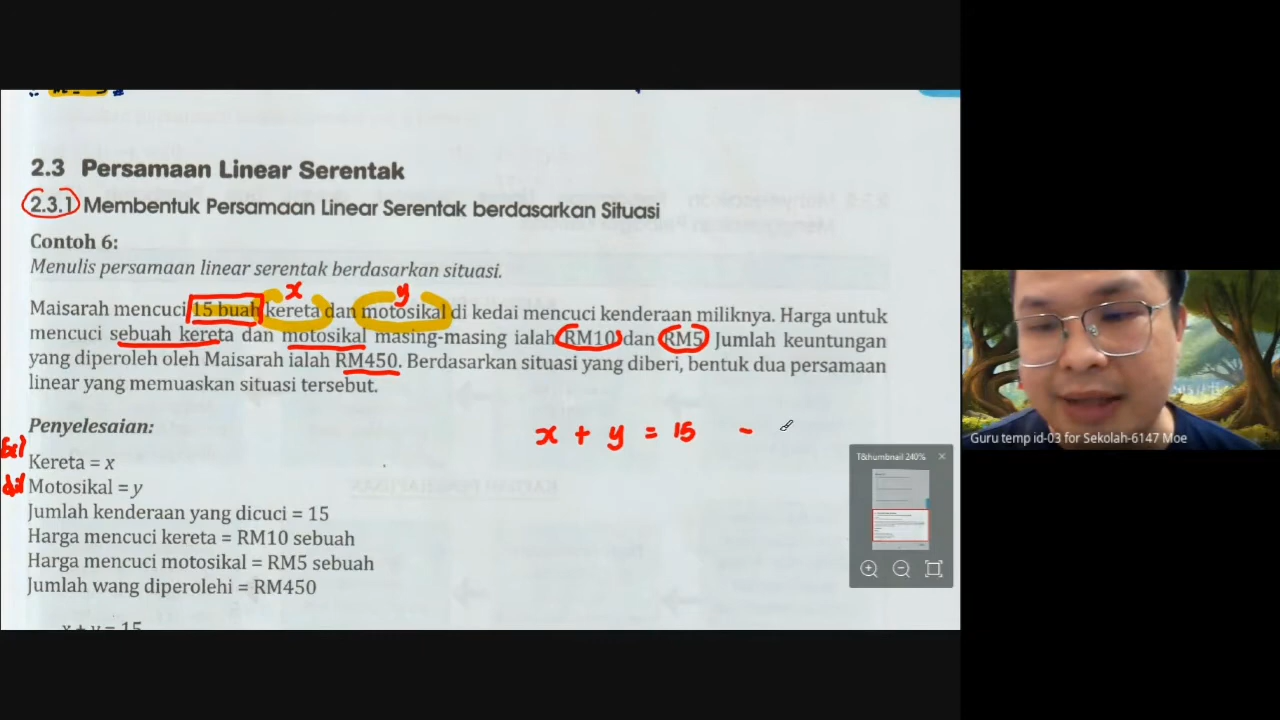 2.3 Persamaan Linear Serentak
2.3.1 Membentuk Persamaan Linear Serentak berdasarkan Situasi
Contoh 6:
Menulis persamaan linear serentak berdasarkan situasi.
x y
Maisarah mencuci 15 buah kereta dan motosikal di kedai mencuci kenderaan miliknya. Harga untuk
mencuci sebuah kereta dan motosikal masing-masing ialah RM10 dan RM5. Jumlah keuntungan
yang diperoleh oleh Maisarah ialah RM450. Berdasarkan situasi yang diberi, bentuk dua persamaan
linear yang memuaskan situasi tersebut.
Penyelesaian:
x + y = 15 -
Kereta = x
Motosikal = y
Jumlah kenderaan yang dicuci = 15
Harga mencuci kereta = RM10 sebuah
Harga mencuci motosikal = RM5 sebuah
Jumlah wang diperolehi = RM450
x + y = 15
T&thumbnail 240%
Guru temp id-03 for Sekolah-6147 Moe